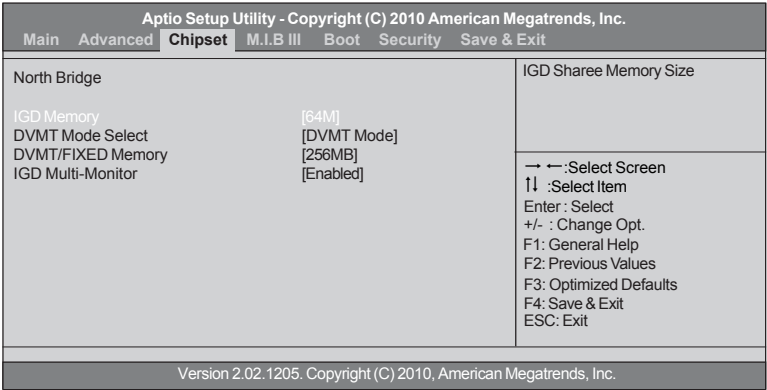 Aptio Setup Utility - Copyright (C) 2010 American Megatrends, Inc.
Main Advanced Chipset M.I.B III Boot Security Save & Exit
North Bridge
IGD Memory [64M]
DVMT Mode Select [DVMT Mode]
DVMT/FIXED Memory [256MB]
IGD Multi-Monitor [Enabled]
IGD Sharee Memory Size
→ ←:Select Screen
↑↓ :Select Item
Enter : Select
+/- : Change Opt.
F1: General Help
F2: Previous Values
F3: Optimized Defaults
F4: Save & Exit
ESC: Exit
Version 2.02.1205. Copyright (C) 2010, American Megatrends, Inc.